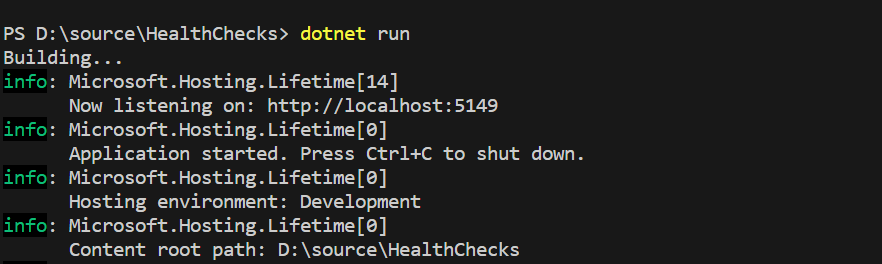 PS D:\source\HealthChecks> dotnet run
Building...
info: Microsoft.Hosting.Lifetime[14]
      Now listening on: http://localhost:5149
info: Microsoft.Hosting.Lifetime[0]
      Application started. Press Ctrl+C to shut down.
info: Microsoft.Hosting.Lifetime[0]
      Hosting environment: Development
info: Microsoft.Hosting.Lifetime[0]
      Content root path: D:\source\HealthChecks